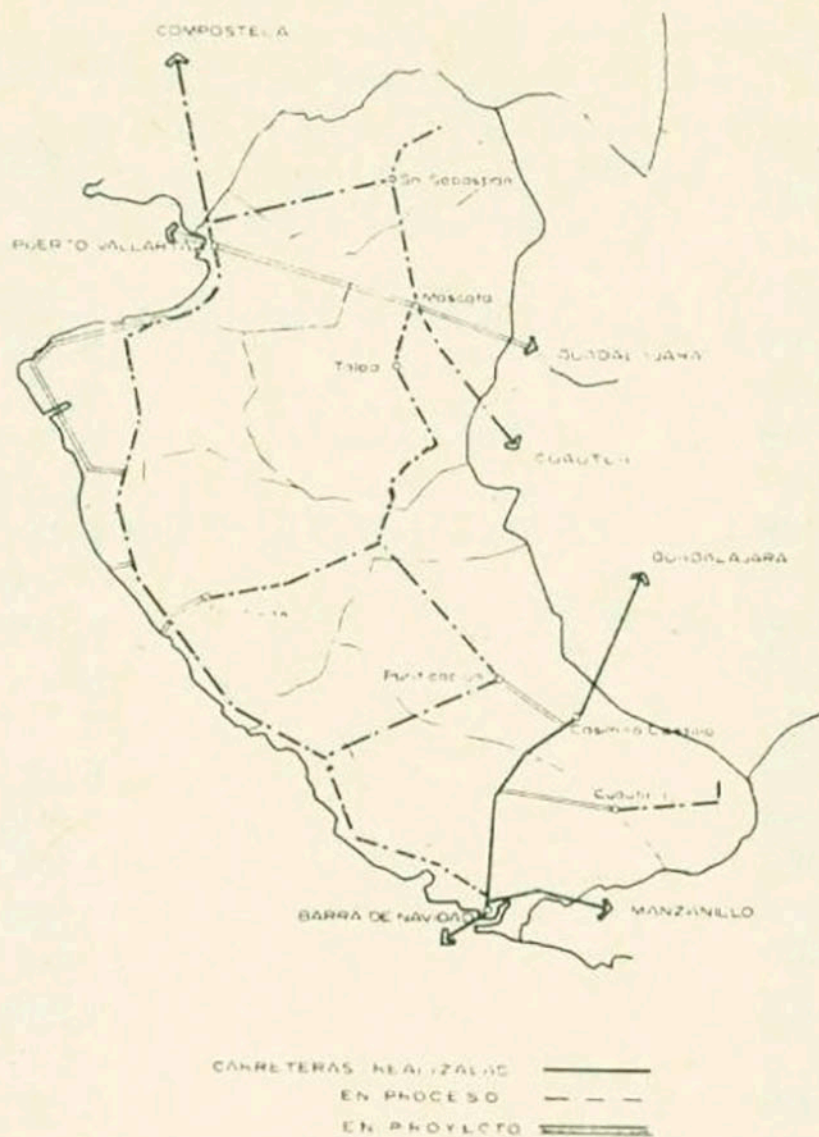 COMPOSTELA
Sn Sebastian
PUERTO VALLARTA
Mascota
GUADALAJARA
Talpa
GUADALAJARA
Purificacion
Casimiro Castillo
BARRA DE NAVIDAD
MANZANILLO
CARRETERAS REALIZADAS
EN PROCESO
EN PROYECTO